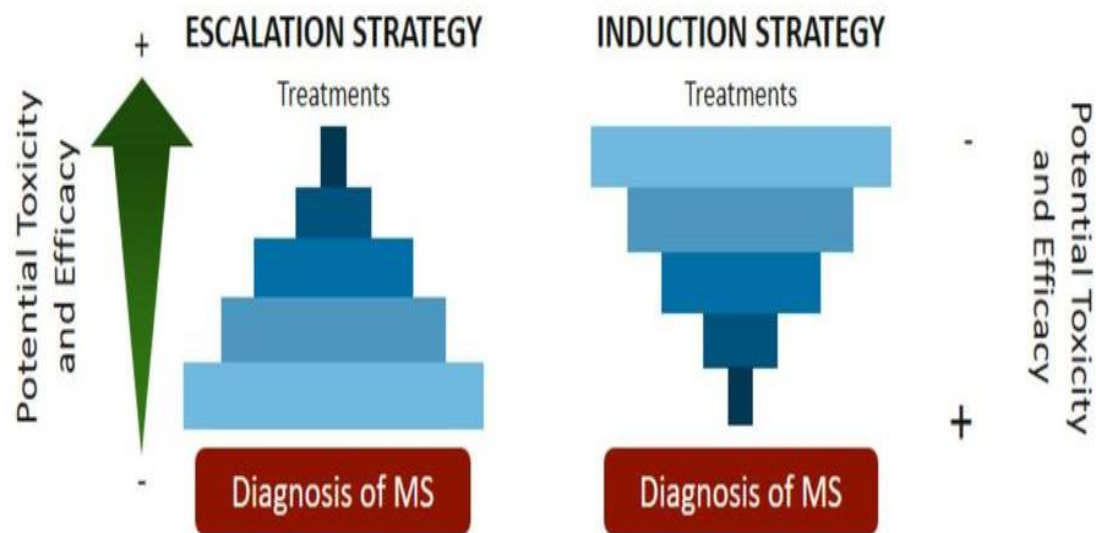 ESCALATION STRATEGY
INDUCTION STRATEGY
+
Treatments
Treatments
Potential Toxicity
and Efficacy
-
Potential Toxicity
and Efficacy
+
-
Diagnosis of MS
Diagnosis of MS